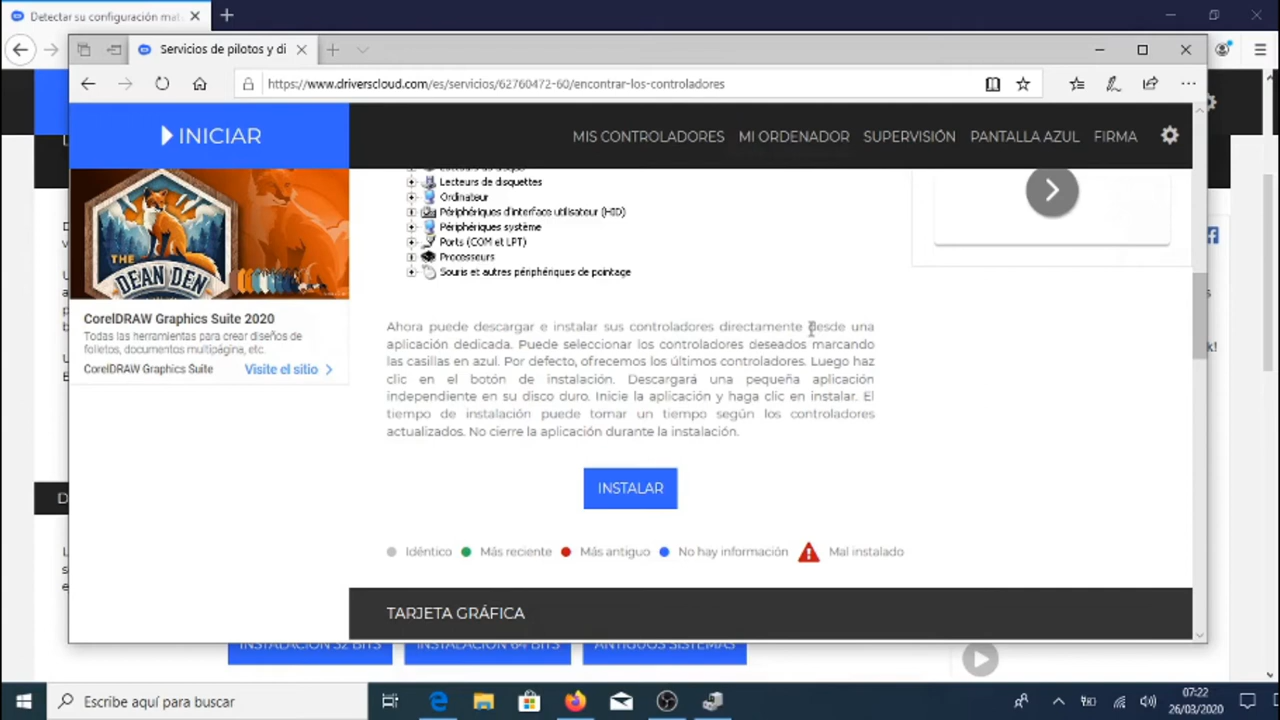 Detectar su configuración mat
Servicios de pilotos y di
https://www.driverscloud.com/es/servicios/62760472-60/encontrar-los-controladores
INICIAR
MIS CONTROLADORES
MI ORDENADOR
SUPERVISIÓN
PANTALLA AZUL
FIRMA
Lecteurs de disquettes
Ordinateur
Périphériques d'interface utilisateur (HID)
Périphériques système
Ports (COM et LPT)
Processeurs
Souris et autres périphériques de pointage
THE
DEAN DEN
CorelDRAW Graphics Suite 2020
Todas las herramientas para crear diseños de
folletos, documentos multipágina, etc.
CorelDRAW Graphics Suite
Visite el sitio
Ahora puede descargar e instalar sus controladores directamente desde una
aplicación dedicada. Puede seleccionar los controladores deseados marcando
las casillas en azul. Por defecto, ofrecemos los últimos controladores. Luego haz
clic en el botón de instalación. Descargará una pequeña aplicación
independiente en su disco duro. Inicie la aplicación y haga clic en instalar. El
tiempo de instalación puede tomar un tiempo según los controladores
actualizados. No cierre la aplicación durante la instalación.
INSTALAR
Idéntico
Más reciente
Más antiguo
No hay información
Mal instalado
TARJETA GRÁFICA
INSTALACIÓN 32 BITS
INSTALACIÓN 64 BITS
ANTIGUOS SISTEMAS
Escribe aquí para buscar
07:22
26/03/2020